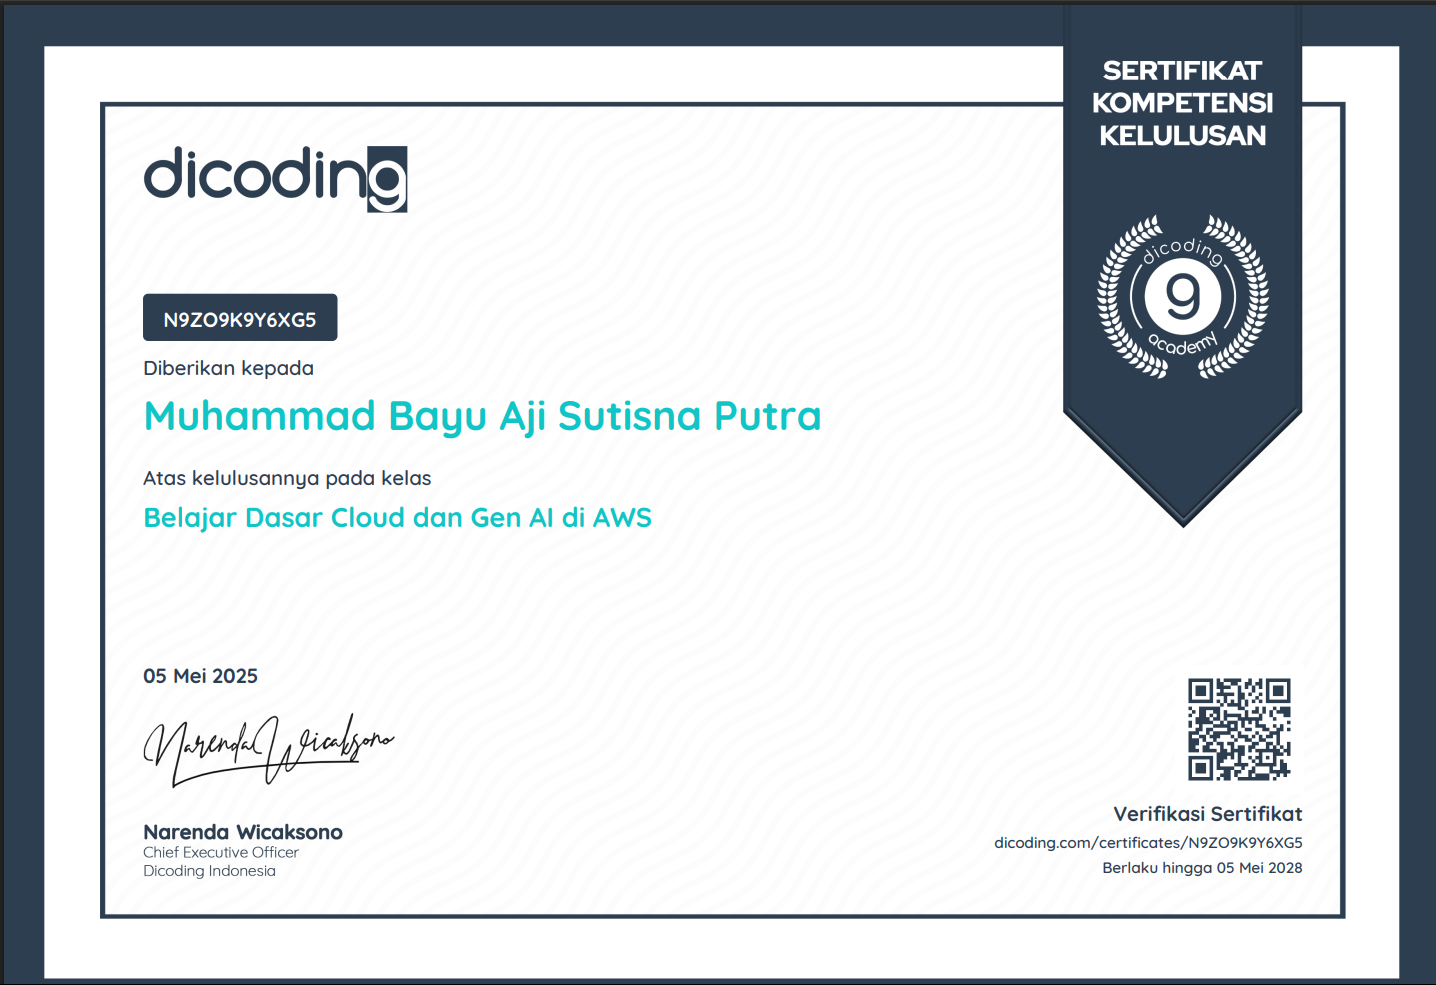 SERTIFIKAT
KOMPETENSI
KELULUSAN
dicoding
dicoding
g
academy
N9ZO9K9Y6XG5
Diberikan kepada
Muhammad Bayu Aji Sutisna Putra
Atas kelulusannya pada kelas
Belajar Dasar Cloud dan Gen AI di AWS
05 Mei 2025
Narenda Wicaksono
Narenda Wicaksono
Chief Executive Officer
Dicoding Indonesia
Verifikasi Sertifikat
dicoding.com/certificates/N9ZO9K9Y6XG5
Berlaku hingga 05 Mei 2028